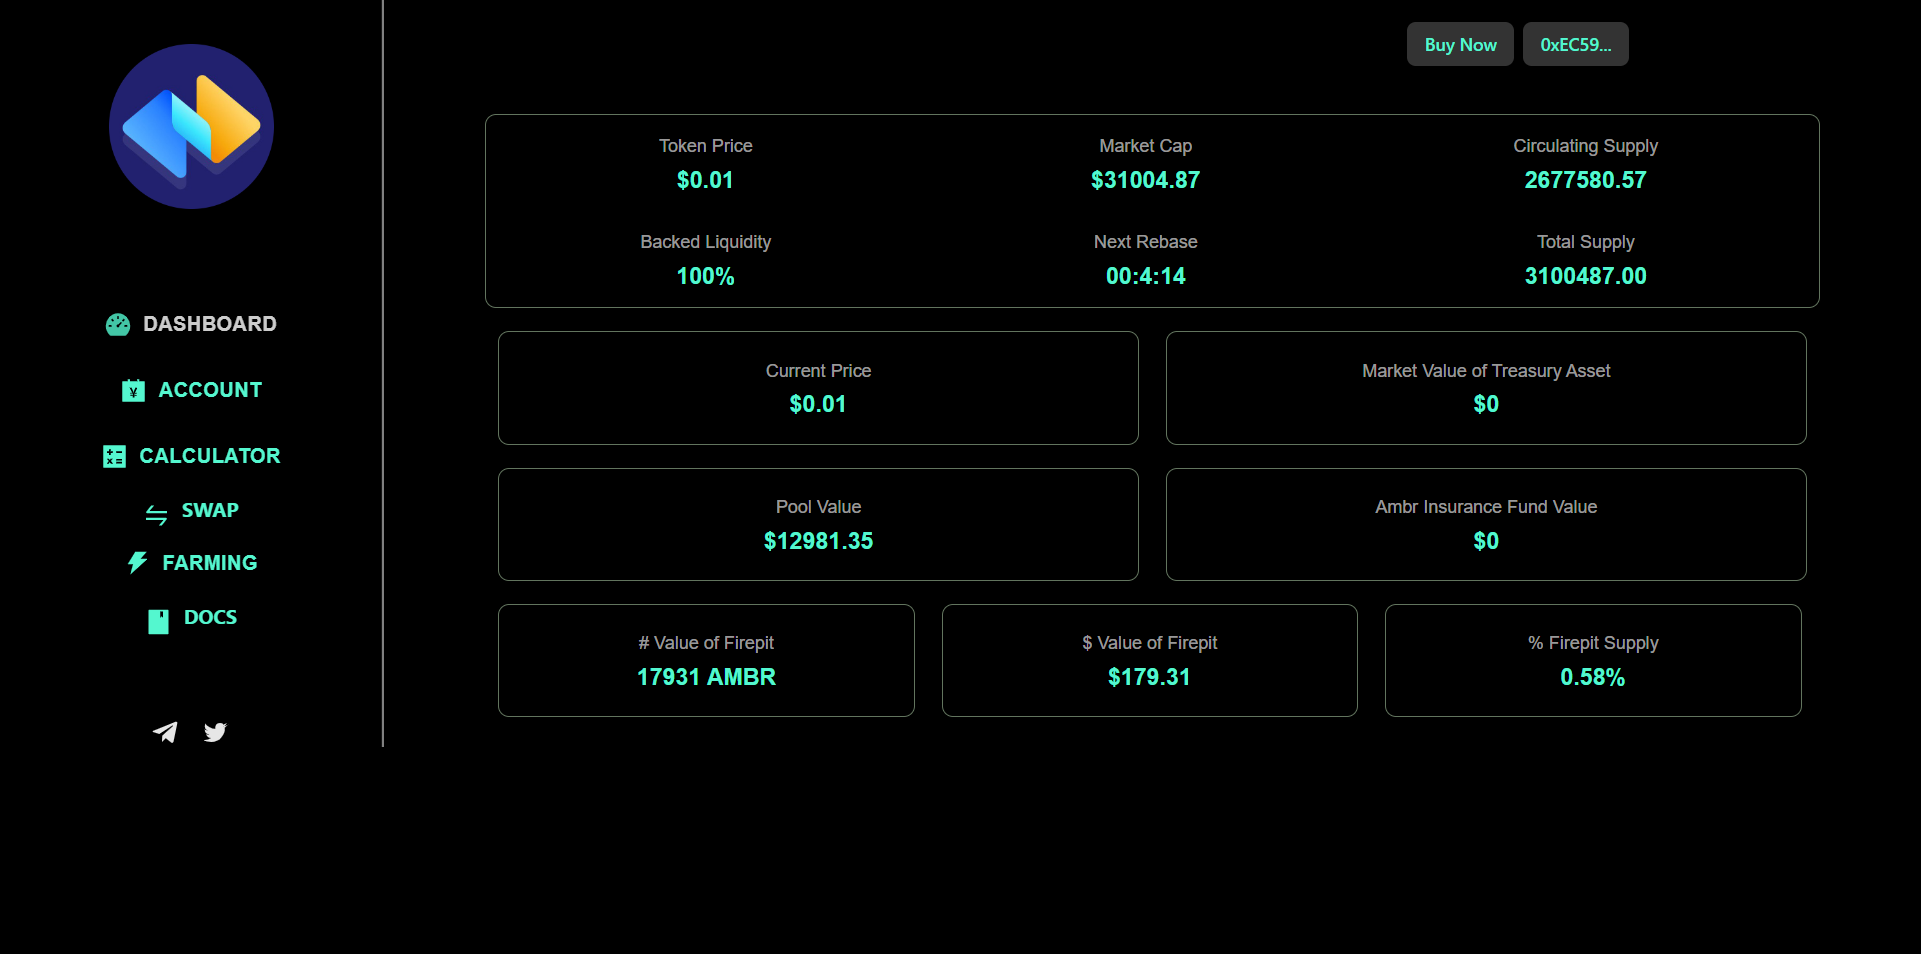 Buy Now
0xEC59...
Token Price
$0.01
Market Cap
$31004.87
Circulating Supply
2677580.57
Backed Liquidity
100%
Next Rebase
00:4:14
Total Supply
3100487.00
DASHBOARD
ACCOUNT
CALCULATOR
SWAP
FARMING
DOCS
Current Price
$0.01
Market Value of Treasury Asset
$0
Pool Value
$12981.35
Ambr Insurance Fund Value
$0
# Value of Firepit
17931 AMBR
$ Value of Firepit
$179.31
% Firepit Supply
0.58%